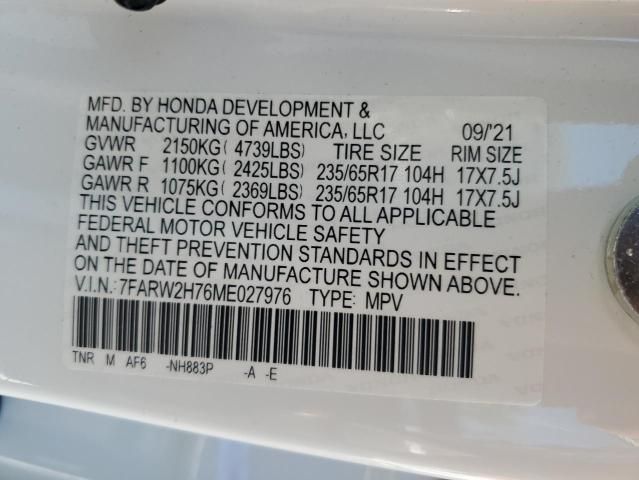 MFD. BY HONDA DEVELOPMENT &
MANUFACTURING OF AMERICA, LLC 09/'21
GVWR 2150KG( 4739LBS) TIRE SIZE RIM SIZE
GAWR F 1100KG( 2425LBS) 235/65R17 104H 17X7.5J
GAWR R 1075KG( 2369LBS) 235/65R17 104H 17X7.5J
THIS VEHICLE CONFORMS TO ALL APPLICABLE
FEDERAL MOTOR VEHICLE SAFETY
AND THEFT PREVENTION STANDARDS IN EFFECT
ON THE DATE OF MANUFACTURE SHOWN ABOVE.
V.I.N.: 7FARW2H76ME027976 TYPE: MPV
TNR M AF6 -NH883P -A -E